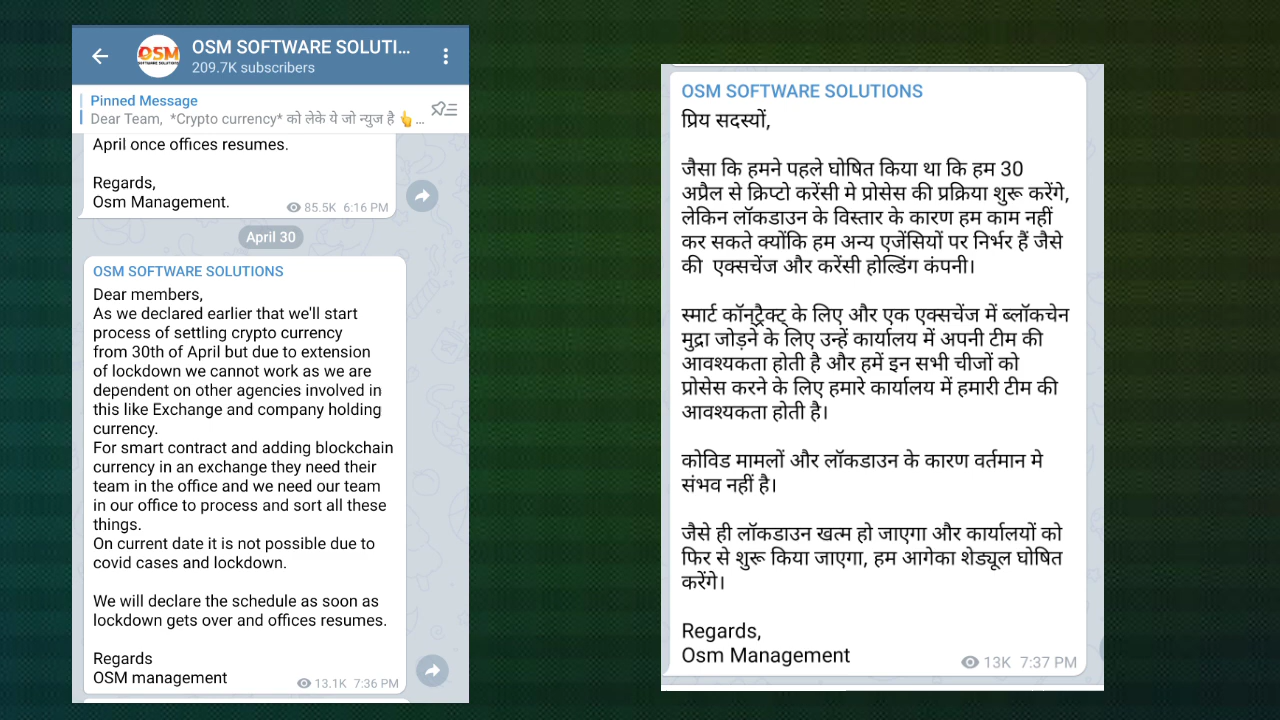 OSM SOFTWARE SOLUTI...
209.7K subscribers
Pinned Message
Dear Team, *Crypto currency* को लेके ये जो न्युज है 👆...
April once offices resumes.
Regards,
Osm Management.
85.5K 6:16 PM
April 30
OSM SOFTWARE SOLUTIONS
Dear members,
As we declared earlier that we'll start
process of settling crypto currency
from 30th of April but due to extension
of lockdown we cannot work as we are
dependent on other agencies involved in
this like Exchange and company holding
currency.
For smart contract and adding blockchain
currency in an exchange they need their
team in the office and we need our team
in our office to process and sort all these
things.
On current date it is not possible due to
covid cases and lockdown.
We will declare the schedule as soon as
lockdown gets over and offices resumes.
Regards
OSM management
13.1K 7:36 PM
OSM SOFTWARE SOLUTIONS
प्रिय सदस्यों,
जैसा कि हमने पहले घोषित किया था कि हम 30
अप्रैल से क्रिप्टो करेंसी मे प्रोसेस की प्रक्रिया शुरू करेंगे,
लेकिन लॉकडाउन के विस्तार के कारण हम काम नहीं
कर सकते क्योंकि हम अन्य एजेंसियों पर निर्भर हैं जैसे
की एक्सचेंज और करेंसी होल्डिंग कंपनी।
स्मार्ट कॉन्ट्रैक्ट् के लिए और एक एक्सचेंज में ब्लॉकचेन
मुद्रा जोड़ने के लिए उन्हें कार्यालय में अपनी टीम की
आवश्यकता होती है और हमें इन सभी चीजों को
प्रोसेस करने के लिए हमारे कार्यालय में हमारी टीम की
आवश्यकता होती है।
कोविड मामलों और लॉकडाउन के कारण वर्तमान मे
संभव नहीं है।
जैसे ही लॉकडाउन खत्म हो जाएगा और कार्यालयों को
फिर से शुरू किया जाएगा, हम आगेका शेड्यूल घोषित
करेंगे।
Regards,
Osm Management
13K 7:37 PM